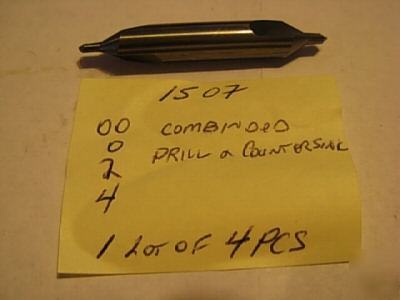 1507
00 COMBINDED
0 DRILL & COUNTERSINK
2
4
1 LOT OF 4 PCS